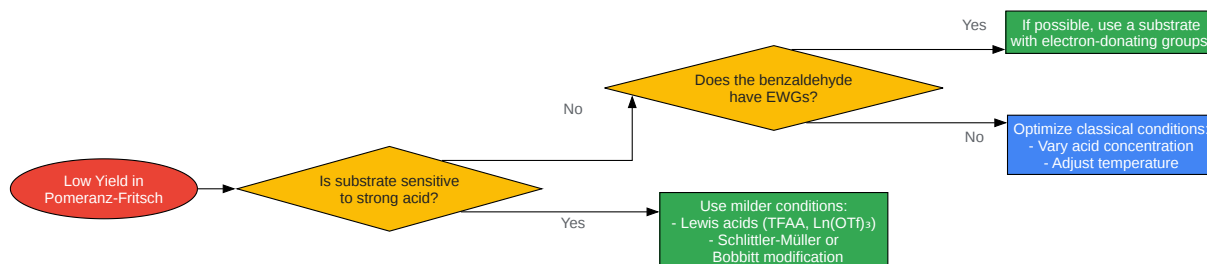 Low Yield in
Pomeranz-Fritsch
Is substrate sensitive
to strong acid?
No
Yes
Does the benzaldehyde
have EWGs?
Yes
No
If possible, use a substrate
with electron-donating groups.
Optimize classical conditions:
- Vary acid concentration
- Adjust temperature
Use milder conditions:
- Lewis acids (TFAA, Ln(OTf)₃)
- Schlittler-Müller or
Bobbitt modification